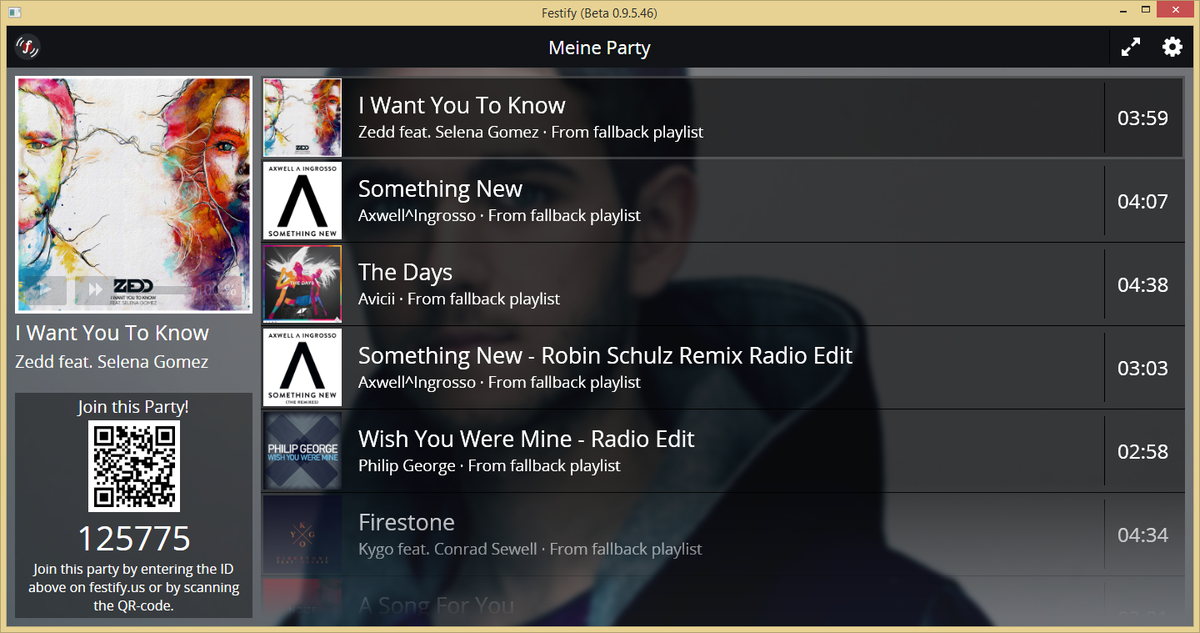 Festify (Beta 0.9.5.46)
Meine Party
ZEDD
I WANT YOU TO KNOW
FEAT. SELENA GOMEZ
I Want You To Know
Zedd feat. Selena Gomez
Join this Party!
125775
Join this party by entering the ID
above on festify.us or by scanning
the QR-code.
ZEDD
I Want You To Know
Zedd feat. Selena Gomez · From fallback playlist
03:59
AXWELL Λ INGROSSO
SOMETHING NEW
Something New
Axwell^Ingrosso · From fallback playlist
04:07
THE DAYS
The Days
Avicii · From fallback playlist
04:38
AXWELL Λ INGROSSO
SOMETHING NEW
(THE REMIXES)
Something New - Robin Schulz Remix Radio Edit
Axwell^Ingrosso · From fallback playlist
03:03
PHILIP GEORGE
WISH YOU WERE MINE
Wish You Were Mine - Radio Edit
Philip George · From fallback playlist
02:58
K Y G O
FIRESTONE
Firestone
Kygo feat. Conrad Sewell · From fallback playlist
04:34
A Song For You